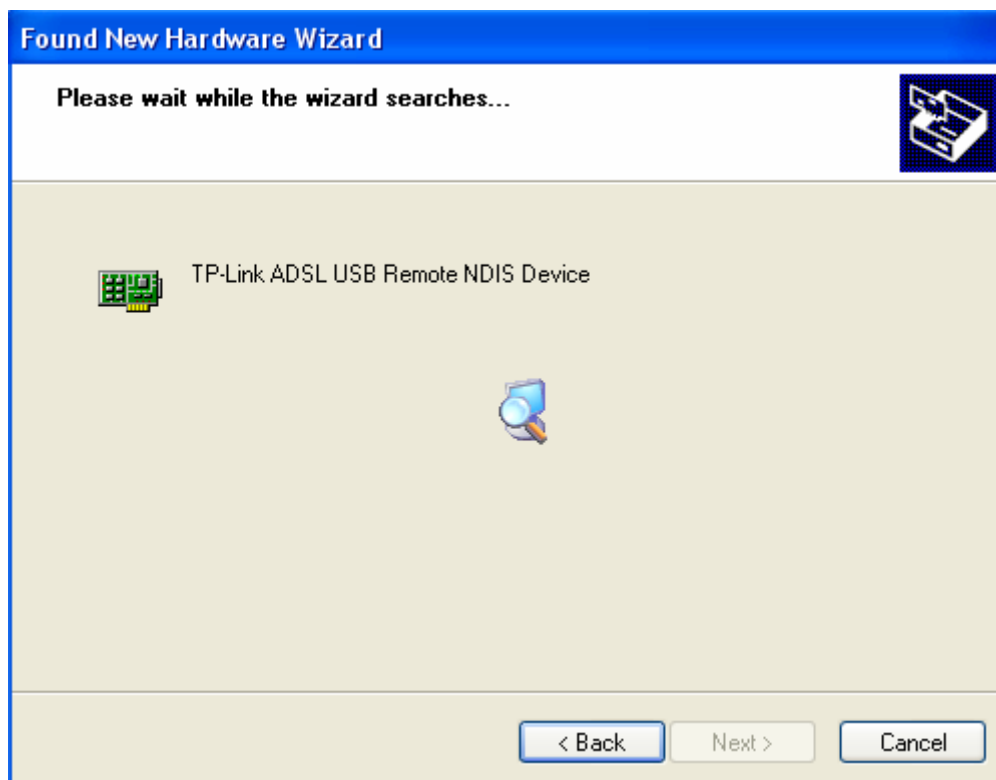 Found New Hardware Wizard
Please wait while the wizard searches...
TP-Link ADSL USB Remote NDIS Device
< Back
Next >
Cancel